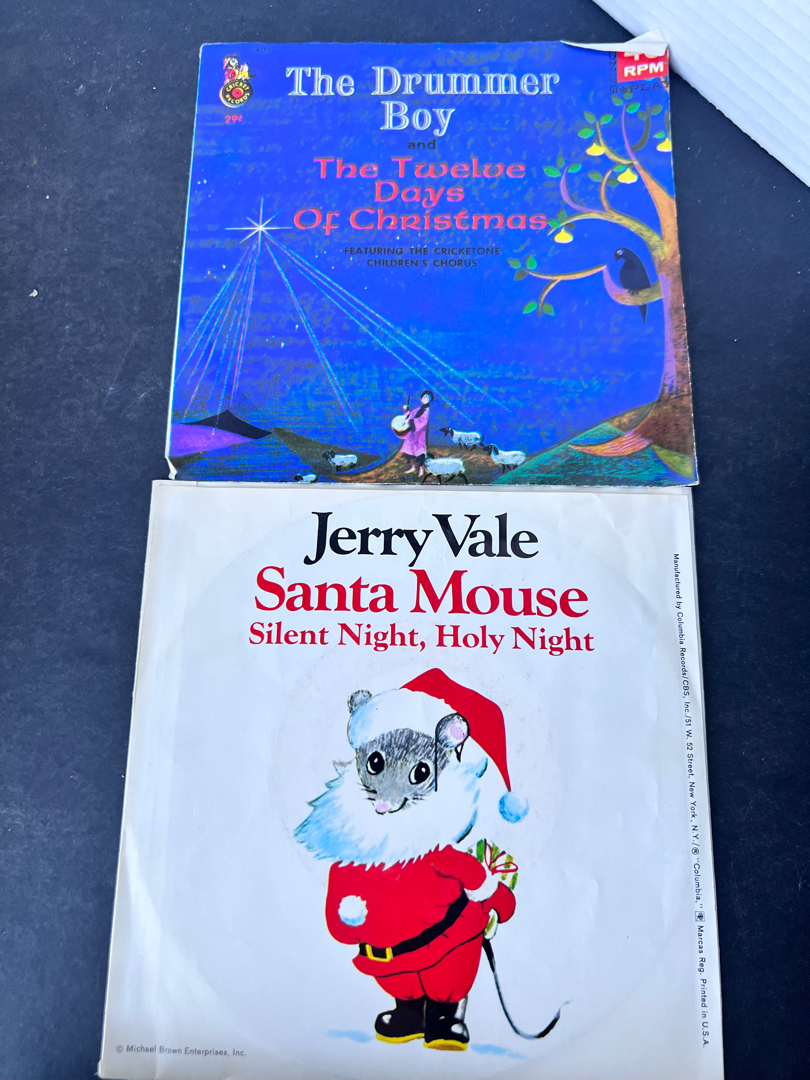 CRICKET
RECORDS
29¢
The Drummer
Boy
and
The Twelve
Days
Of Christmas
FEATURING THE CRICKETONE
CHILDREN'S CHORUS
RPM
Jerry Vale
Santa Mouse
Silent Night, Holy Night
Manufactured by Columbia Records/CBS, Inc./51 W. 52 Street, New York, N.Y./® "Columbia," Marcas Reg. Printed in U.S.A.
© Michael Brown Enterprises, Inc.